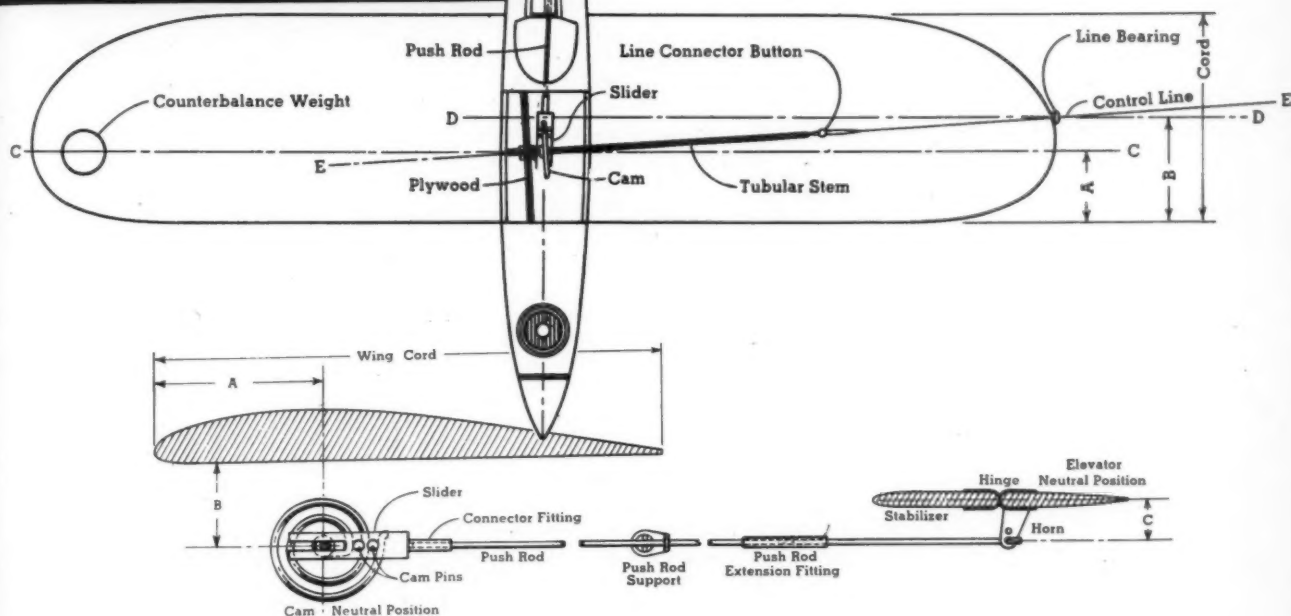 Push Rod
Line Connector Button
Line Bearing
Cord
Counterbalance Weight
Slider
Control Line
E
D
D
C
E
C
Plywood
Cam
Tubular Stem
A
B
Wing Cord
A
B
Slider
Connector Fitting
Push Rod
Cam Pins
Cam · Neutral Position
Push Rod
Support
Push Rod
Extension Fitting
Hinge
Elevator
Neutral Position
Stabilizer
Horn
C